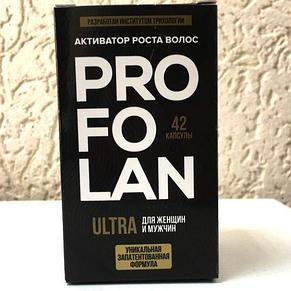 РАЗРАБОТАН ИНСТИТУТОМ ТРИХОЛОГИИ
АКТИВАТОР РОСТА ВОЛОС
PRO
FO
LAN
42
КАПСУЛЫ
ULTRA ДЛЯ ЖЕНЩИН
И МУЖЧИН
УНИКАЛЬНАЯ
ЗАПАТЕНТОВАННАЯ
ФОРМУЛА